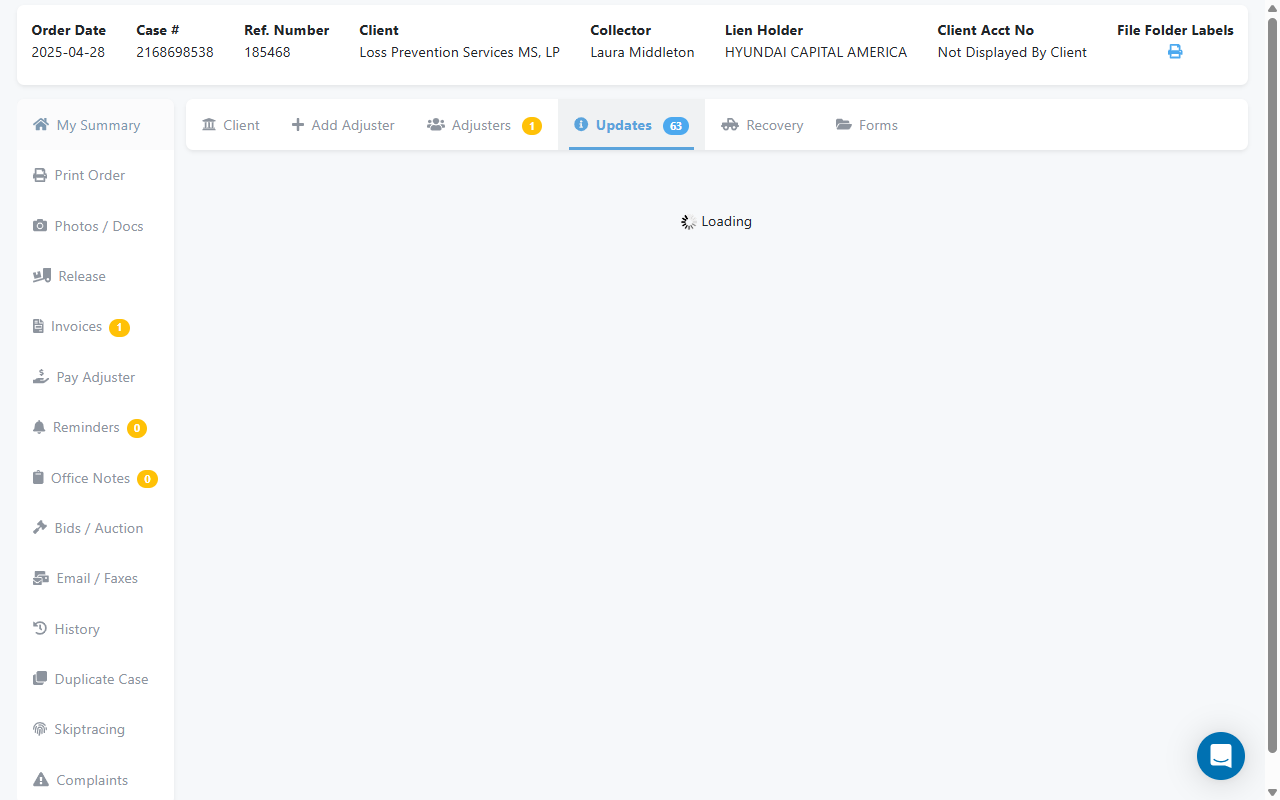 Order Date Case # Ref. Number Client Collector Lien Holder Client Acct No File Folder Labels
2025-04-28 2168698538 185468 Loss Prevention Services MS, LP Laura Middleton HYUNDAI CAPITAL AMERICA Not Displayed By Client
My Summary
Client Add Adjuster Adjusters 1 Updates 63 Recovery Forms
Print Order
Photos / Docs
Loading
Release
Invoices 1
Pay Adjuster
Reminders 0
Office Notes 0
Bids / Auction
Email / Faxes
History
Duplicate Case
Skiptracing
Complaints